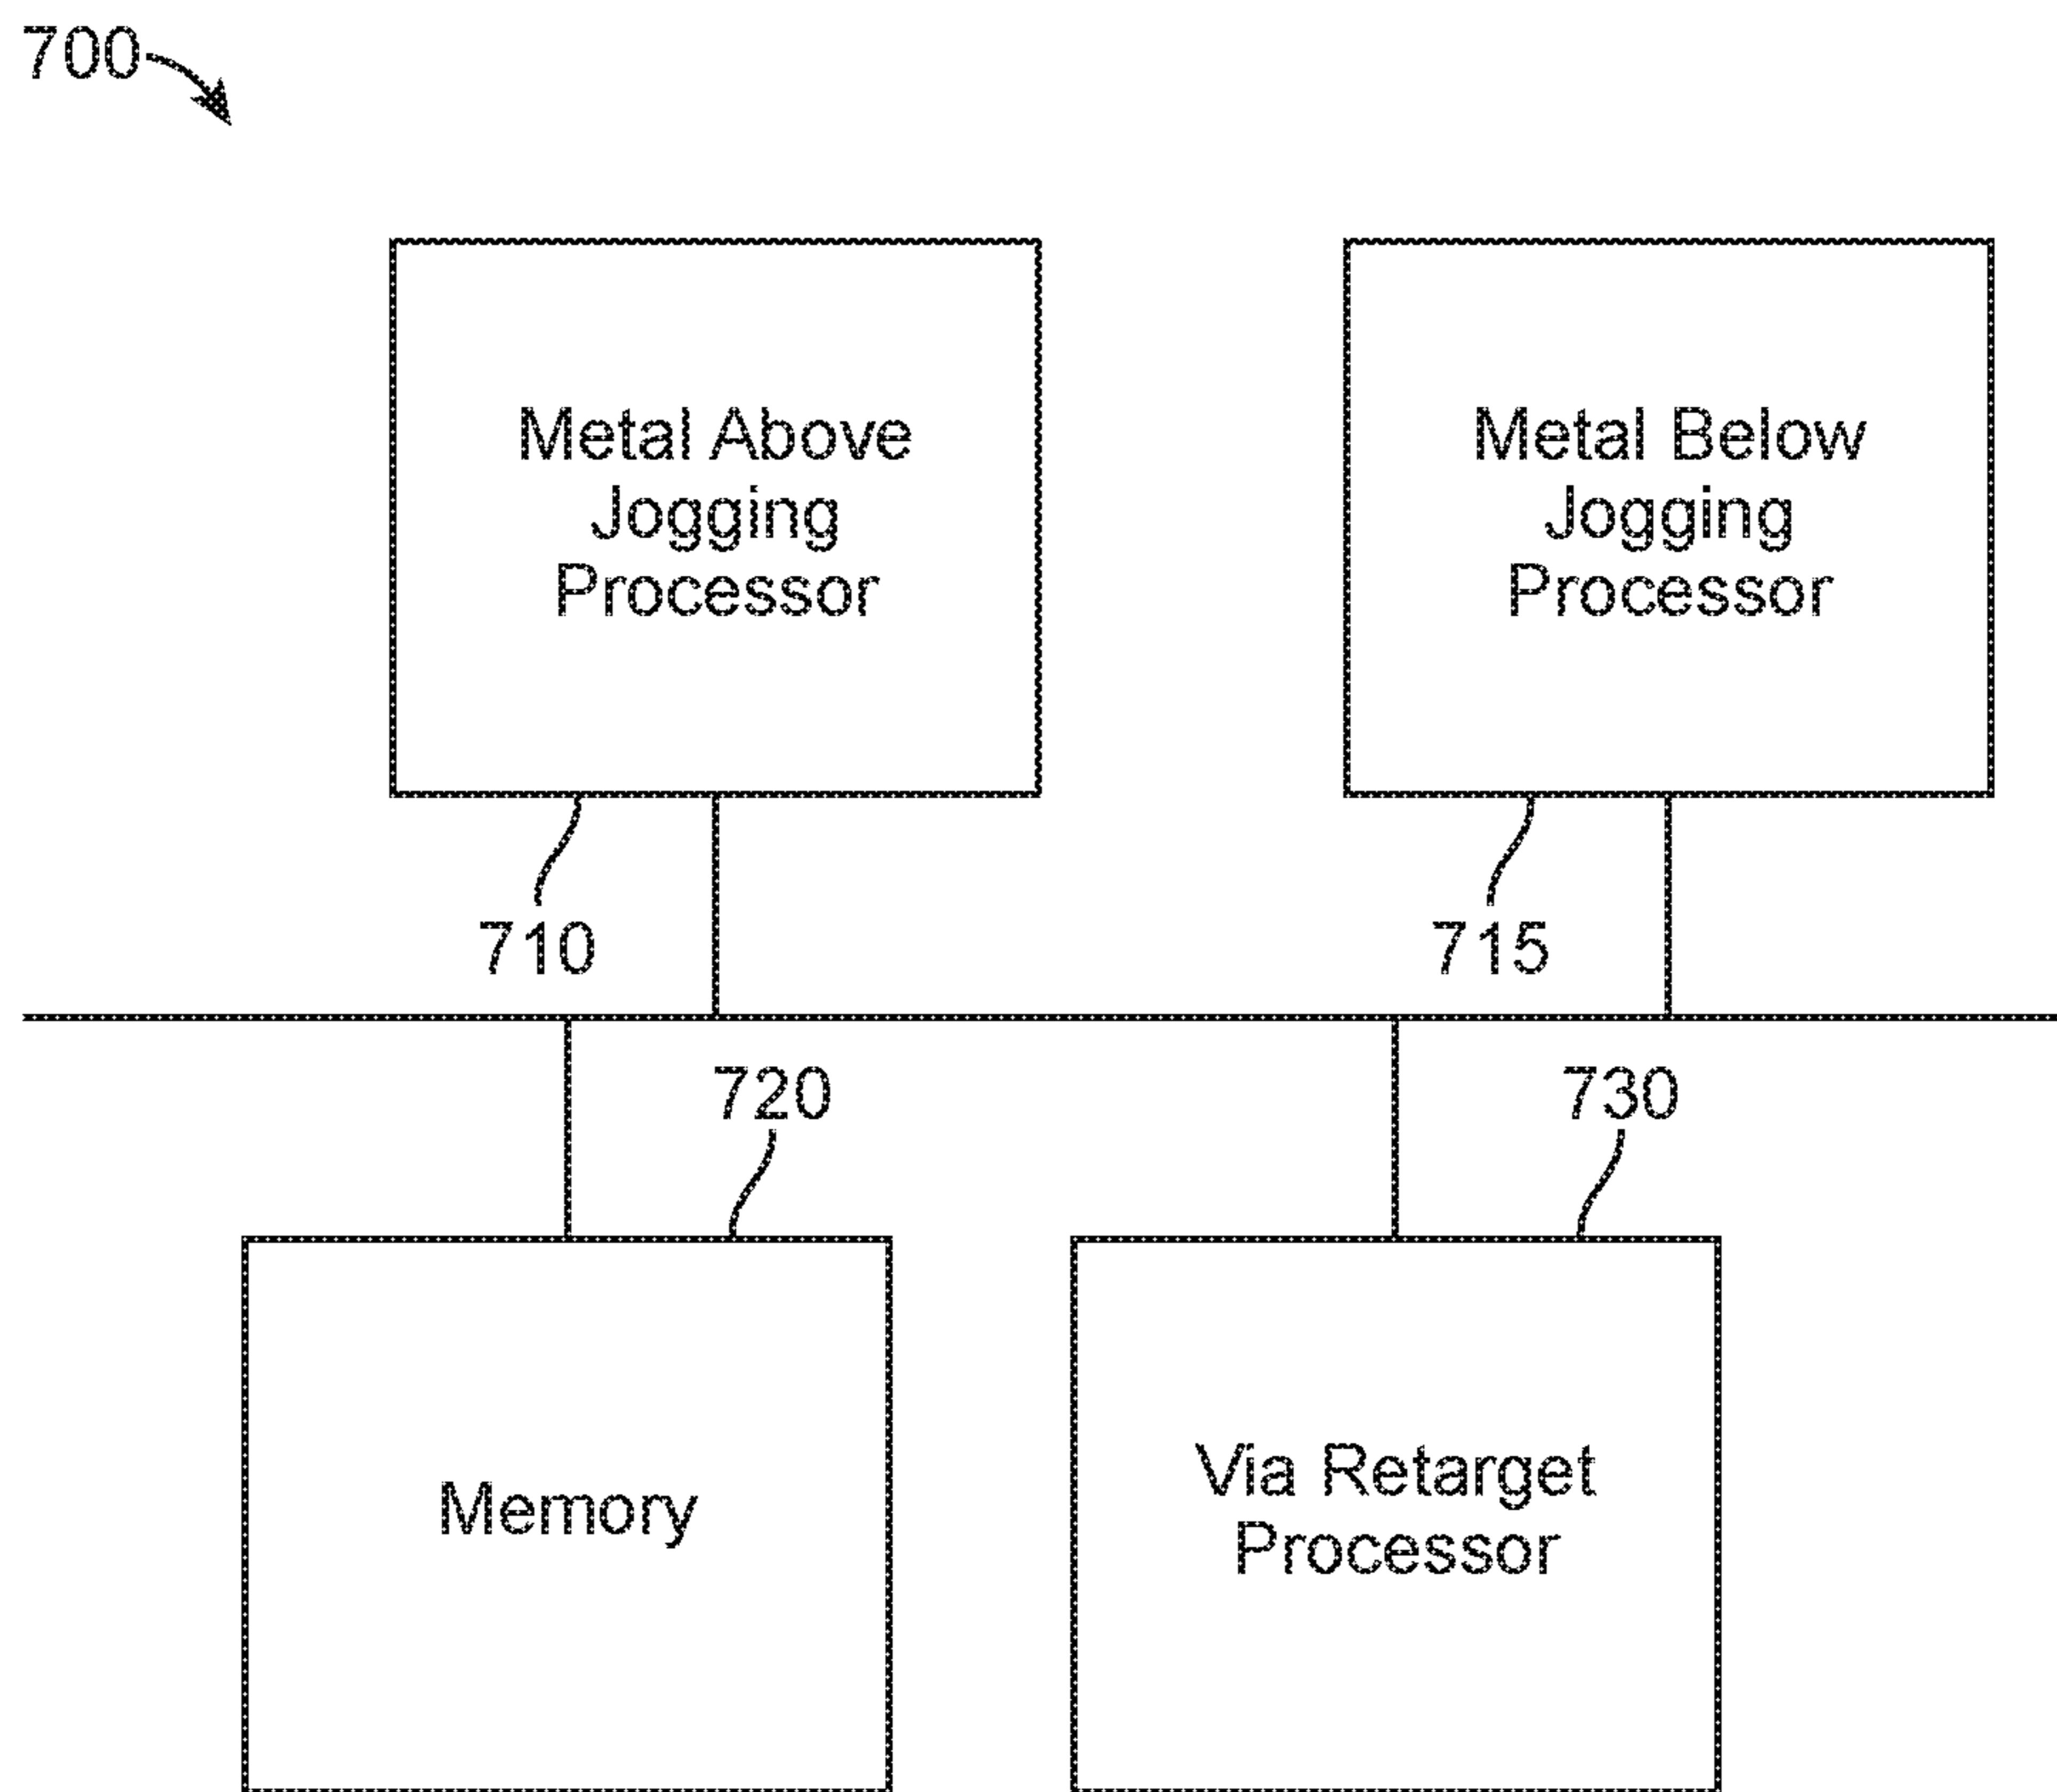 700
Metal Above
Jogging
Processor
Metal Below
Jogging
Processor
710
715
720
730
Memory
Via Retarget
Processor